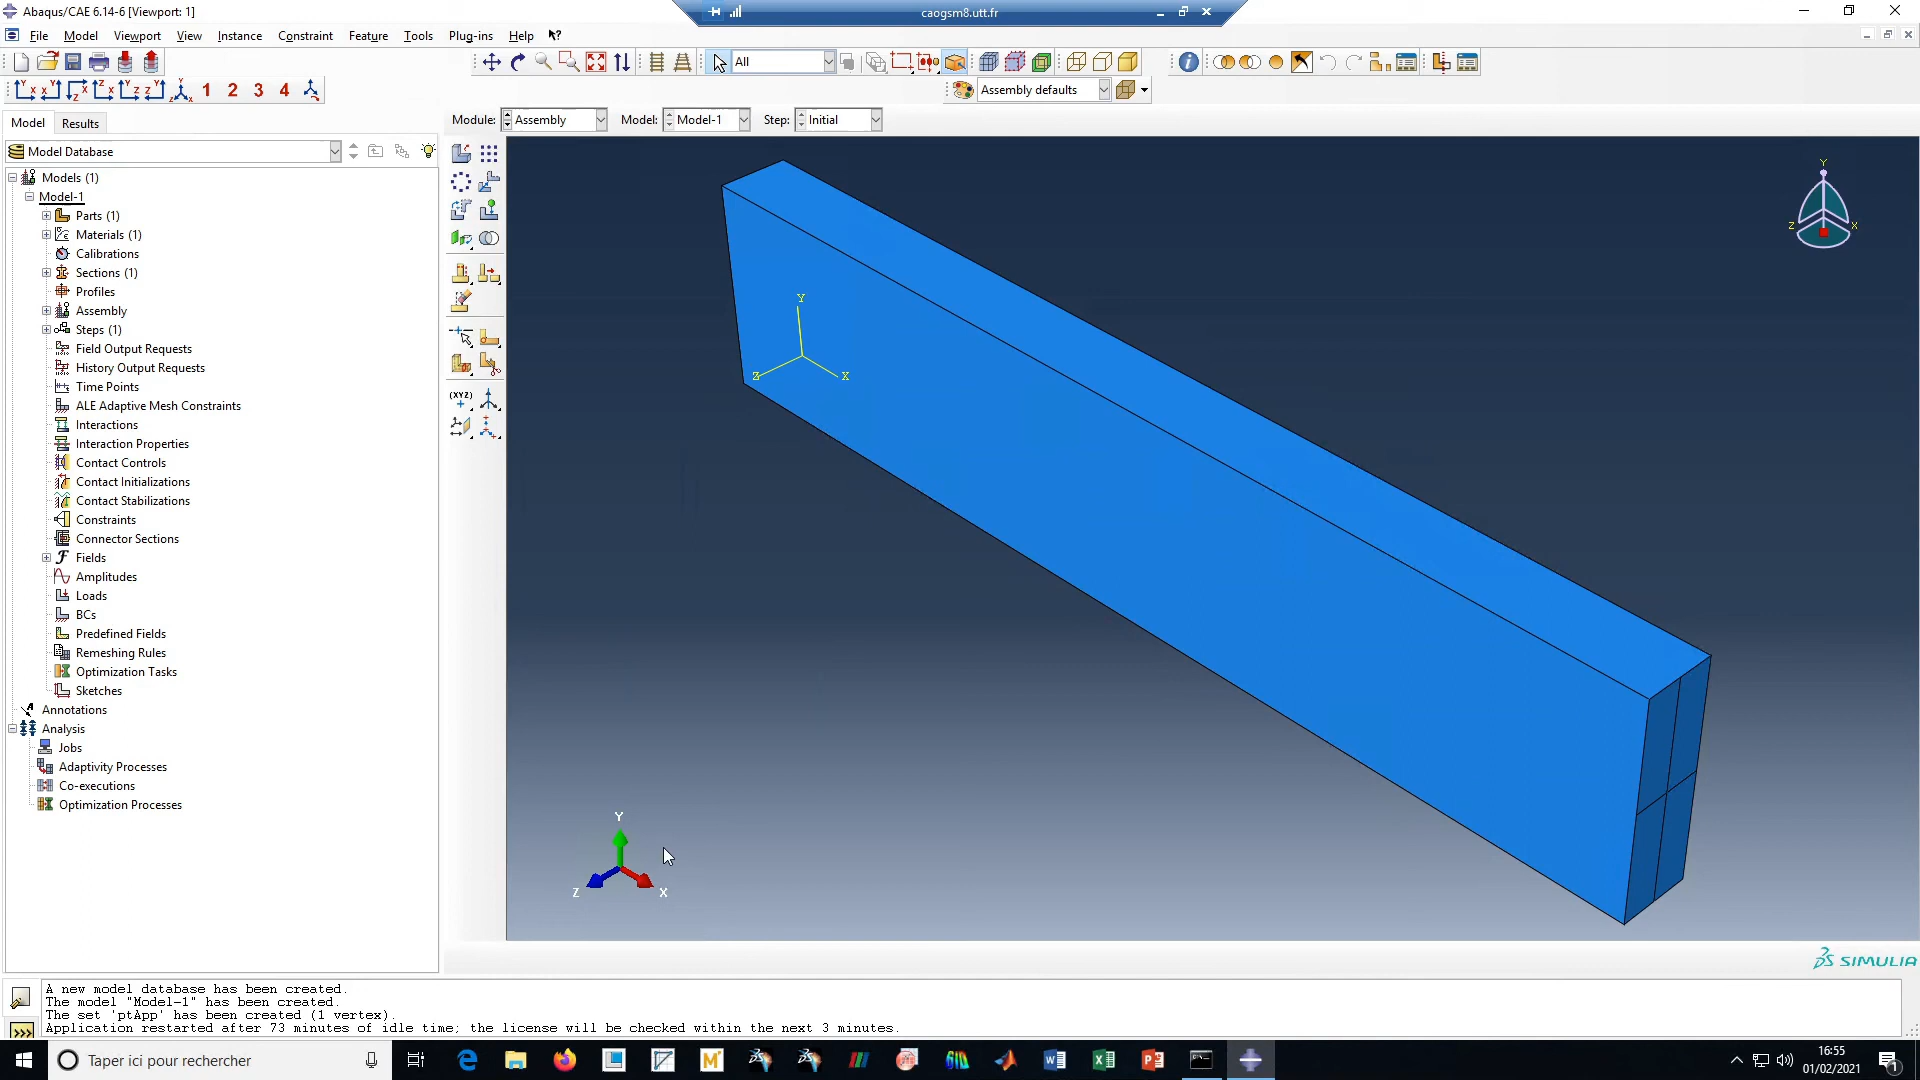 Abaqus/CAE 6.14-6 [Viewport: 1]
caogsm8.utt.fr
File Model Viewport View Instance Constraint Feature Tools Plug-ins Help
All
1 2 3 4
Assembly defaults
Model Results
Module: Assembly Model: Model-1 Step: Initial
Model Database
Models (1)
Model-1
Parts (1)
Materials (1)
Calibrations
Sections (1)
Profiles
Assembly
Steps (1)
Field Output Requests
History Output Requests
Time Points
ALE Adaptive Mesh Constraints
Interactions
Interaction Properties
Contact Controls
Contact Initializations
Contact Stabilizations
Constraints
Connector Sections
Fields
Amplitudes
Loads
BCs
Predefined Fields
Remeshing Rules
Optimization Tasks
Sketches
Annotations
Analysis
Jobs
Adaptivity Processes
Co-executions
Optimization Processes
(XYZ)
Y
Z X
Y
Z X
Y
Z X
SIMULIA
A new model database has been created.
The model "Model-1" has been created.
The set 'ptApp' has been created (1 vertex).
Application restarted after 73 minutes of idle time; the license will be checked within the next 3 minutes.
Taper ici pour rechercher
16:55
01/02/2021